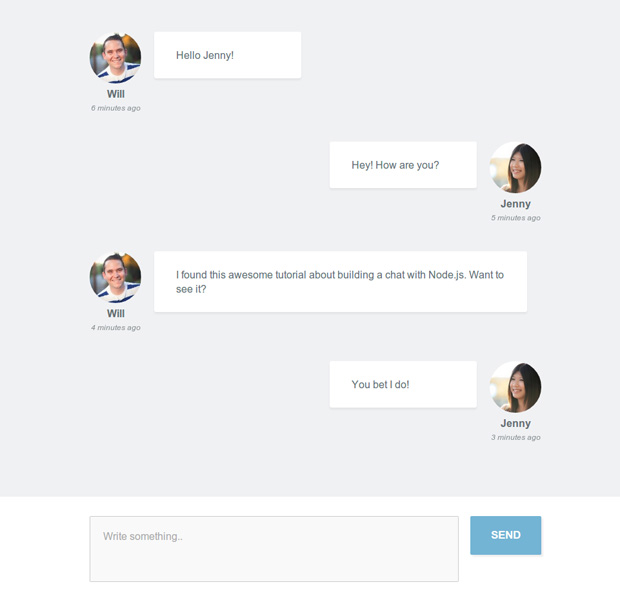 Hello Jenny!
Will
6 minutes ago
Hey! How are you?
Jenny
5 minutes ago
I found this awesome tutorial about building a chat with Node.js. Want to
see it?
Will
4 minutes ago
You bet I do!
Jenny
3 minutes ago
Write something..
SEND